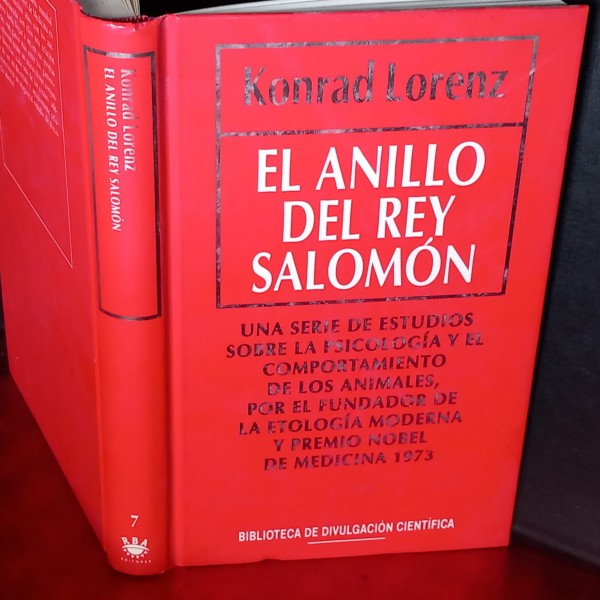 Konrad Lorenz
EL ANILLO
DEL REY
SALOMÓN
UNA SERIE DE ESTUDIOS
SOBRE LA PSICOLOGÍA Y EL
COMPORTAMIENTO
DE LOS ANIMALES,
POR EL FUNDADOR DE
LA ETOLOGÍA MODERNA
Y PREMIO NOBEL
DE MEDICINA 1973
BIBLIOTECA DE DIVULGACIÓN CIENTÍFICA
Konrad Lorenz
EL ANILLO DEL REY SALOMÓN
7
RBA
EDITORES